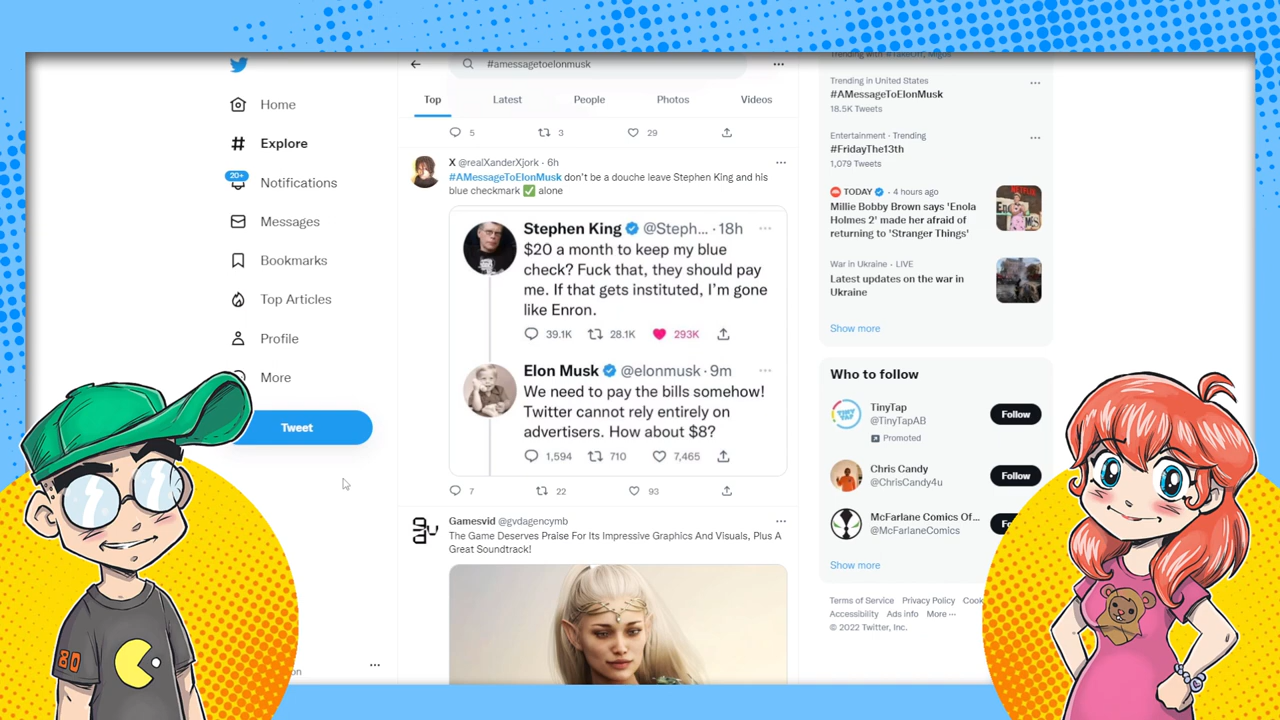 Home
Explore
20+
Notifications
Messages
Bookmarks
Top Articles
Profile
More
Tweet
#amessagetoelonmusk
Top
Latest
People
Photos
Videos
5
3
29
X @realXanderXjork · 6h
#AMessageToElonMusk don't be a douche leave Stephen King and his
blue checkmark ✅ alone
Stephen King @Steph... · 18h
$20 a month to keep my blue
check? Fuck that, they should pay
me. If that gets instituted, I'm gone
like Enron.
39.1K
28.1K
293K
Elon Musk @elonmusk · 9m
We need to pay the bills somehow!
Twitter cannot rely entirely on
advertisers. How about $8?
1,594
710
7,465
7
22
93
Gamesvid @gvdagencymb
The Game Deserves Praise For Its Impressive Graphics And Visuals, Plus A
Great Soundtrack!
Trending in United States
#AMessageToElonMusk
18.5K Tweets
Entertainment · Trending
#FridayThe13th
1,079 Tweets
TODAY · 4 hours ago
Millie Bobby Brown says 'Enola
Holmes 2' made her afraid of
returning to 'Stranger Things'
NETFLIX
War in Ukraine · LIVE
Latest updates on the war in
Ukraine
Show more
Who to follow
TinyTap
@TinyTapAB
Promoted
Follow
TINY
TAP
Chris Candy
@ChrisCandy4u
Follow
McFarlane Comics Of...
@McFarlaneComics
Fo
Show more
Terms of Service Privacy Policy Cook
Accessibility Ads info More ···
© 2022 Twitter, Inc.
80
on